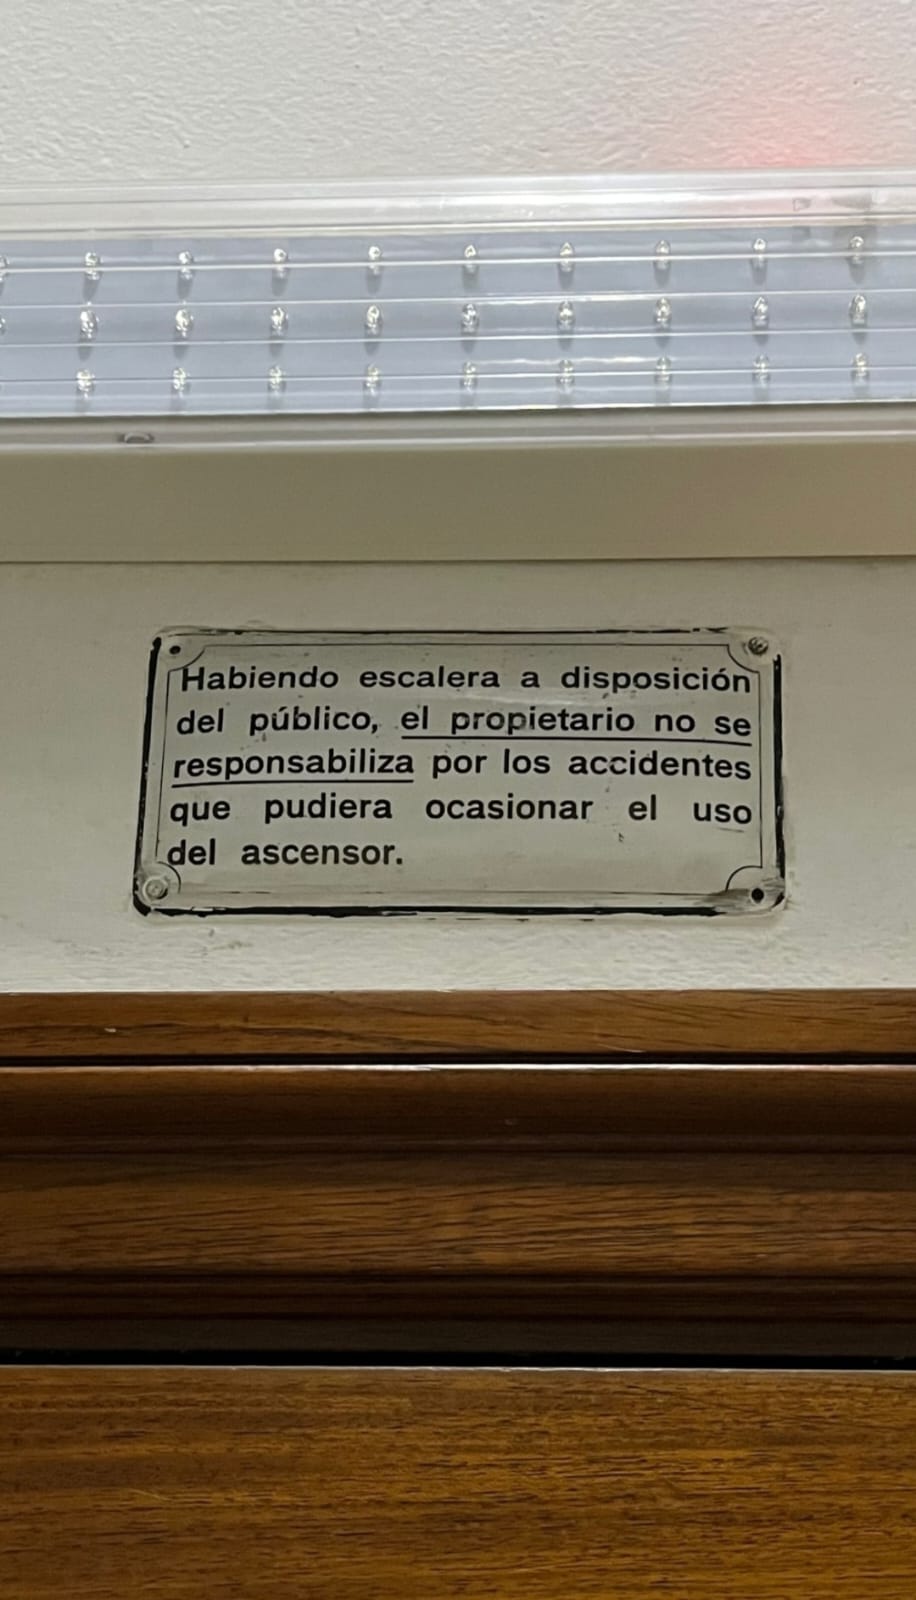 Habiendo escalera a disposición
del público, el propietario no se
responsabiliza por los accidentes
que pudiera ocasionar el uso
del ascensor.